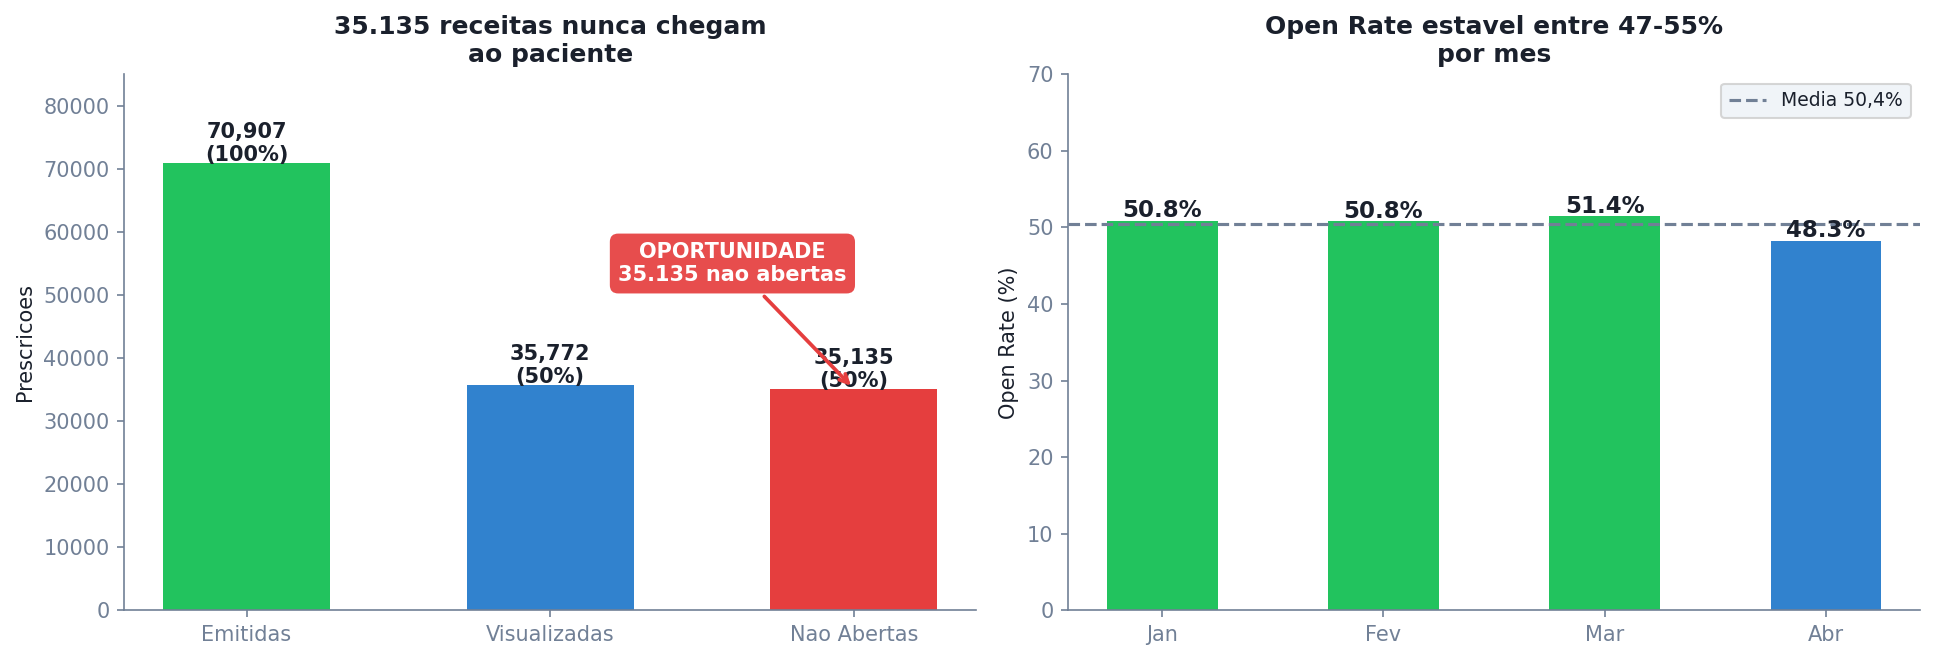 35.135 receitas nunca chegam
ao paciente
Prescricoes
80000
70000
60000
50000
40000
30000
20000
10000
0
70,907
(100%)
35,772
(50%)
35,135
(50%)
OPORTUNIDADE
35.135 nao abertas
Emitidas
Visualizadas
Nao Abertas
Open Rate estavel entre 47-55%
por mes
Open Rate (%)
70
60
50
40
30
20
10
0
Media 50,4%
50.8%
50.8%
51.4%
48.3%
Jan
Fev
Mar
Abr